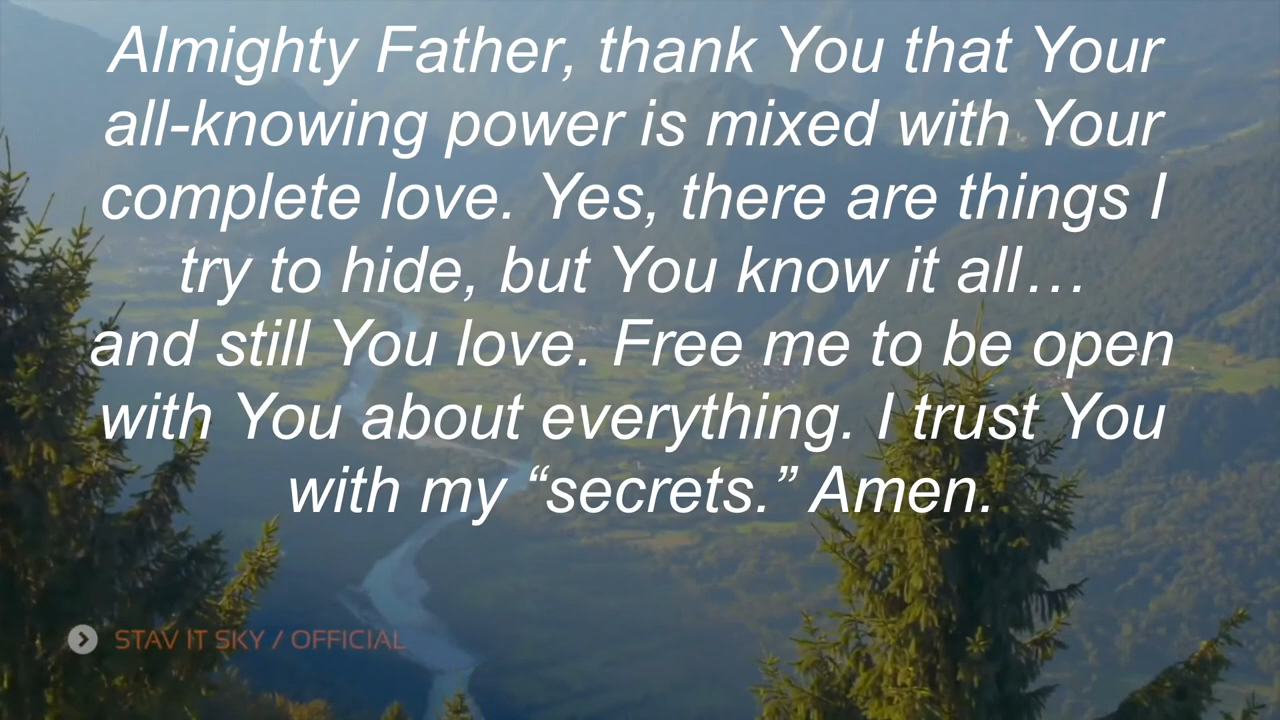 Almighty Father, thank You that Your
all-knowing power is mixed with Your
complete love. Yes, there are things I
try to hide, but You know it all…
and still You love. Free me to be open
with You about everything. I trust You
with my “secrets.” Amen.
STAV IT SKY / OFFICIAL